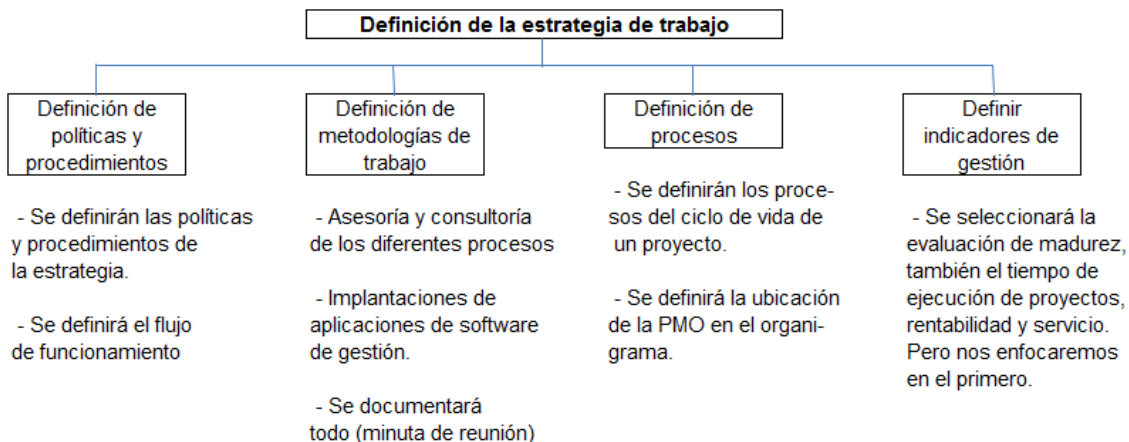 Definición de la estrategia de trabajo
Definición de
políticas y
procedimientos
- Se definirán las políticas
y procedimientos de
la estrategia.
- Se definirá el flujo
de funcionamiento
Definición de
metodologías de
trabajo
- Asesoría y consultoría
de los diferentes procesos
- Implantaciones de
aplicaciones de software
de gestión.
- Se documentará
todo (minuta de reunión)
Definición de
procesos
- Se definirán los proce-
sos del ciclo de vida de
un proyecto.
- Se definirá la ubicación
de la PMO en el organi-
grama.
Definir
indicadores de
gestión
- Se seleccionará la
evaluación de madurez,
también el tiempo de
ejecución de proyectos,
rentabilidad y servicio.
Pero nos enfocaremos
en el primero.